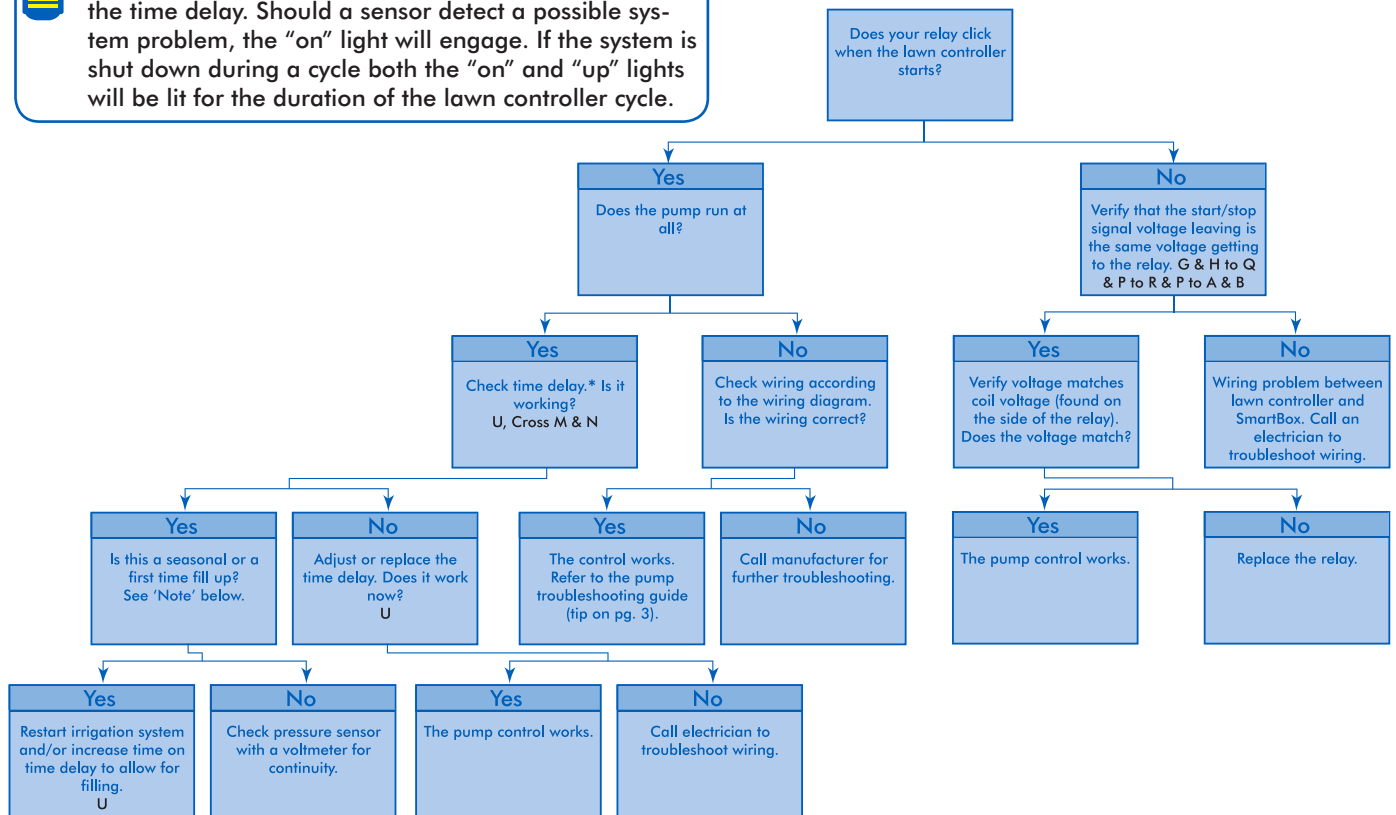 the time delay. Should a sensor detect a possible sys-
tem problem, the “on” light will engage. If the system is
shut down during a cycle both the “on” and “up” lights
will be lit for the duration of the lawn controller cycle.
Does your relay click
when the lawn controller
starts?
Yes
Does the pump run at
all?
No
Verify that the start/stop
signal voltage leaving is
the same voltage getting
to the relay. G & H to Q
& P to R & P to A & B
Yes
Check time delay.* Is it
working?
U, Cross M & N
No
Check wiring according
to the wiring diagram.
Is the wiring correct?
Yes
Verify voltage matches
coil voltage (found on
the side of the relay).
Does the voltage match?
No
Wiring problem between
lawn controller and
SmartBox. Call an
electrician to
troubleshoot wiring.
Yes
Is this a seasonal or a
first time fill up?
See ‘Note’ below.
No
Adjust or replace the
time delay. Does it work
now?
U
Yes
The control works.
Refer to the pump
troubleshooting guide
(tip on pg. 3).
No
Call manufacturer for
further troubleshooting.
Yes
The pump control works.
No
Replace the relay.
Yes
Restart irrigation system
and/or increase time on
time delay to allow for
filling.
U
No
Check pressure sensor
with a voltmeter for
continuity.
Yes
The pump control works.
No
Call electrician to
troubleshoot wiring.